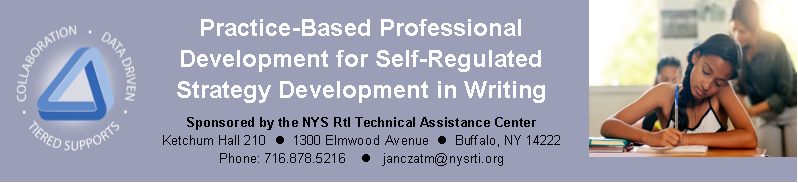 COLLABORATION • DATA DRIVEN • TIERED SUPPORTS •
Practice-Based Professional
Development for Self-Regulated
Strategy Development in Writing
Sponsored by the NYS RtI Technical Assistance Center
Ketchum Hall 210 ● 1300 Elmwood Avenue ● Buffalo, NY 14222
Phone: 716.878.5216 ● janczatm@nysrti.org